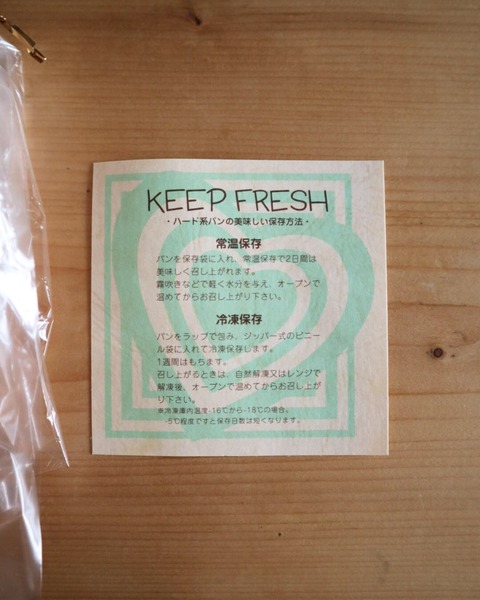 KEEP FRESH
・ハード系パンの美味しい保存方法・
常温保存
パンを保存袋に入れ、常温保存で2日間は
美味しく召し上がれます。
霧吹きなどで軽く水分を与え、オーブンで
温めてからお召し上がり下さい。
冷凍保存
パンをラップで包み、ジッパー式のビニー
ル袋に入れて冷凍保存します。
1週間はもちます。
召し上がるときは、自然解凍又はレンジで
解凍後、オーブンで温めてからお召し上が
り下さい。
※冷凍庫内温度-16℃から-18℃の場合。
-5℃程度ですと保存日数は短くなります。